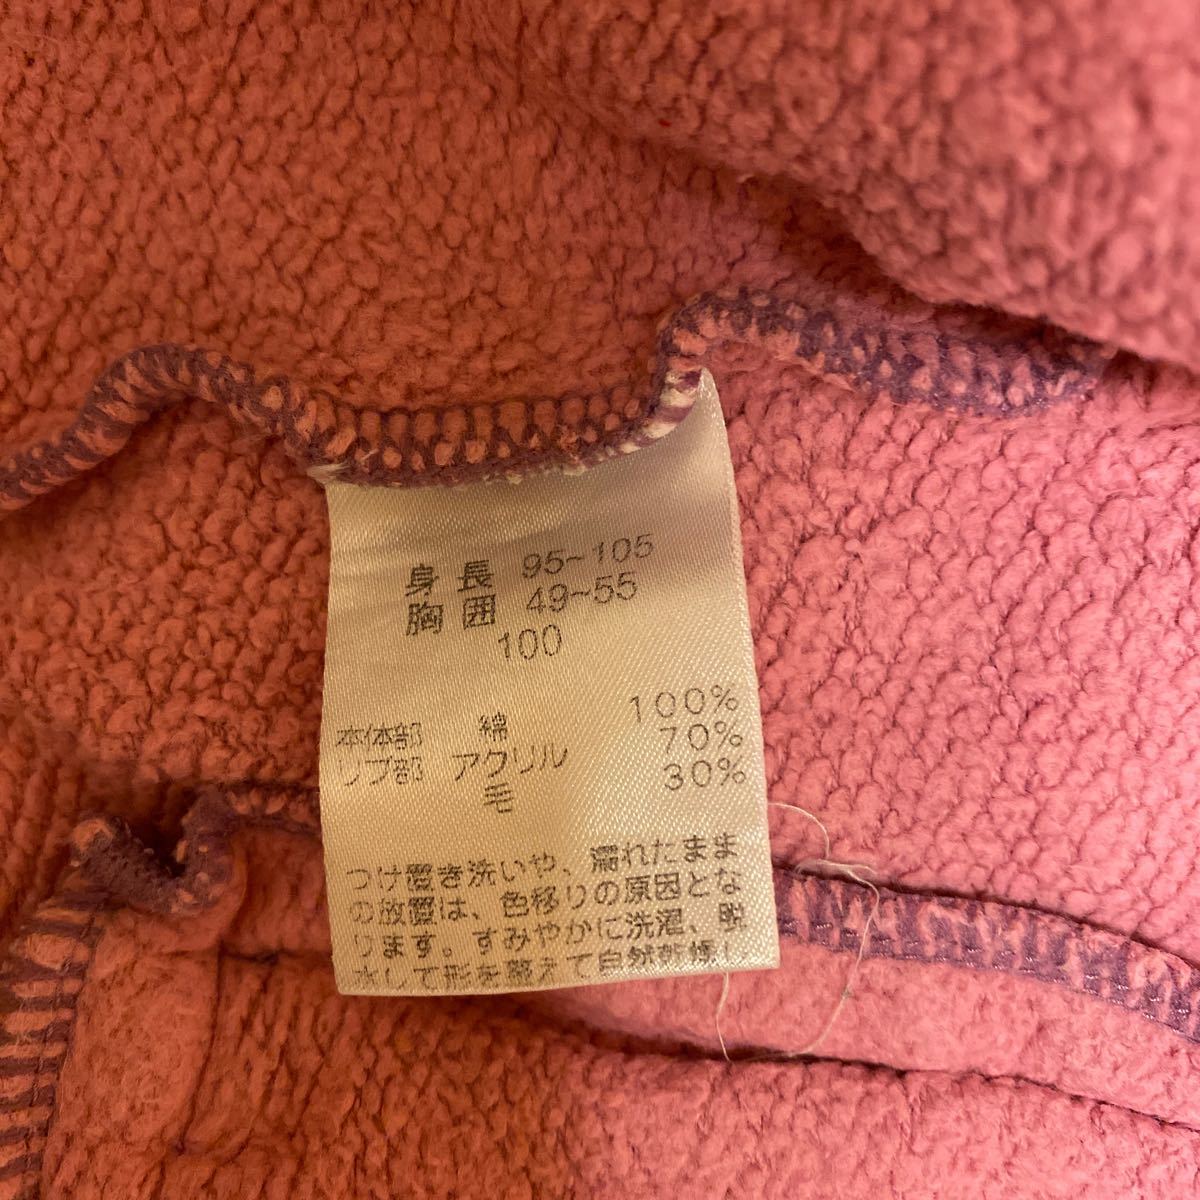 身長 95~105
胸囲 49~55
100
本体部 綿 100%
リブ部 アクリル 70%
毛 30%
つけ置き洗いや、濡れたまま
の放置は、色移りの原因とな
ります。すみやかに洗濯、脱
水して形を整えて自然乾燥し